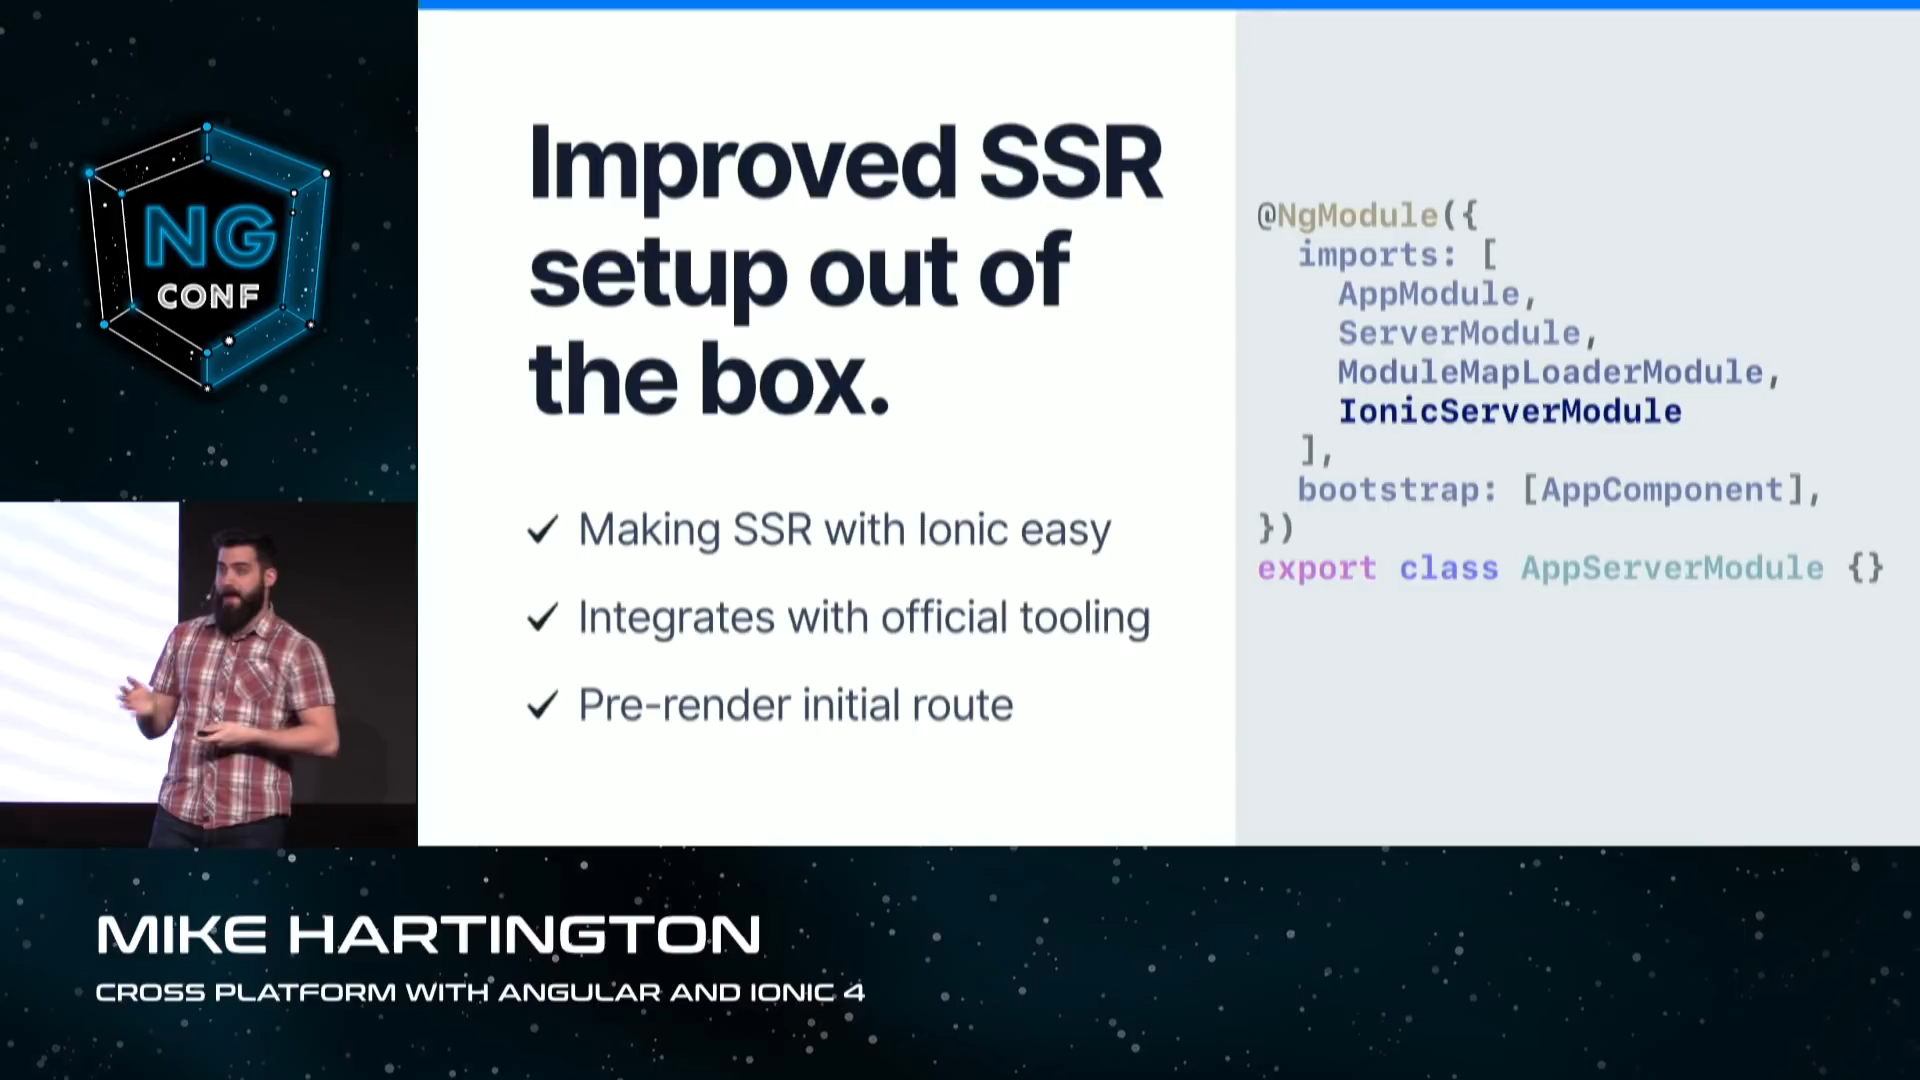 NG
CONF
Improved SSR
setup out of
the box.
Making SSR with Ionic easy
Integrates with official tooling
Pre-render initial route
@NgModule({
imports: [
AppModule,
ServerModule,
ModuleMapLoaderModule,
IonicServerModule
],
bootstrap: [AppComponent],
})
export class AppServerModule {}
MIKE HARTINGTON
CROSS PLATFORM WITH ANGULAR AND IONIC 4